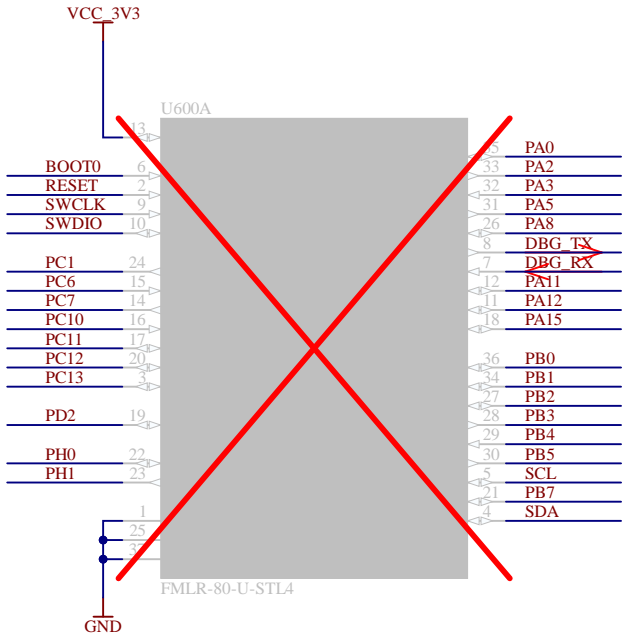 VCC_3V3
U600A
13
BOOT0 6
RESET 2
SWCLK 9
SWDIO 10
PC1 24
PC6 15
PC7 14
PC10 16
PC11 17
PC12 20
PC13 3
PD2 19
PH0 22
PH1 23
1
25
GND
PA0
33 PA2
32 PA3
31 PA5
26 PA8
8 DBG_TX
7 DBG_RX
12 PA11
11 PA12
18 PA15
36 PB0
34 PB1
27 PB2
28 PB3
29 PB4
30 PB5
5 SCL
21 PB7
4 SDA
FMLR-80-U-STL4